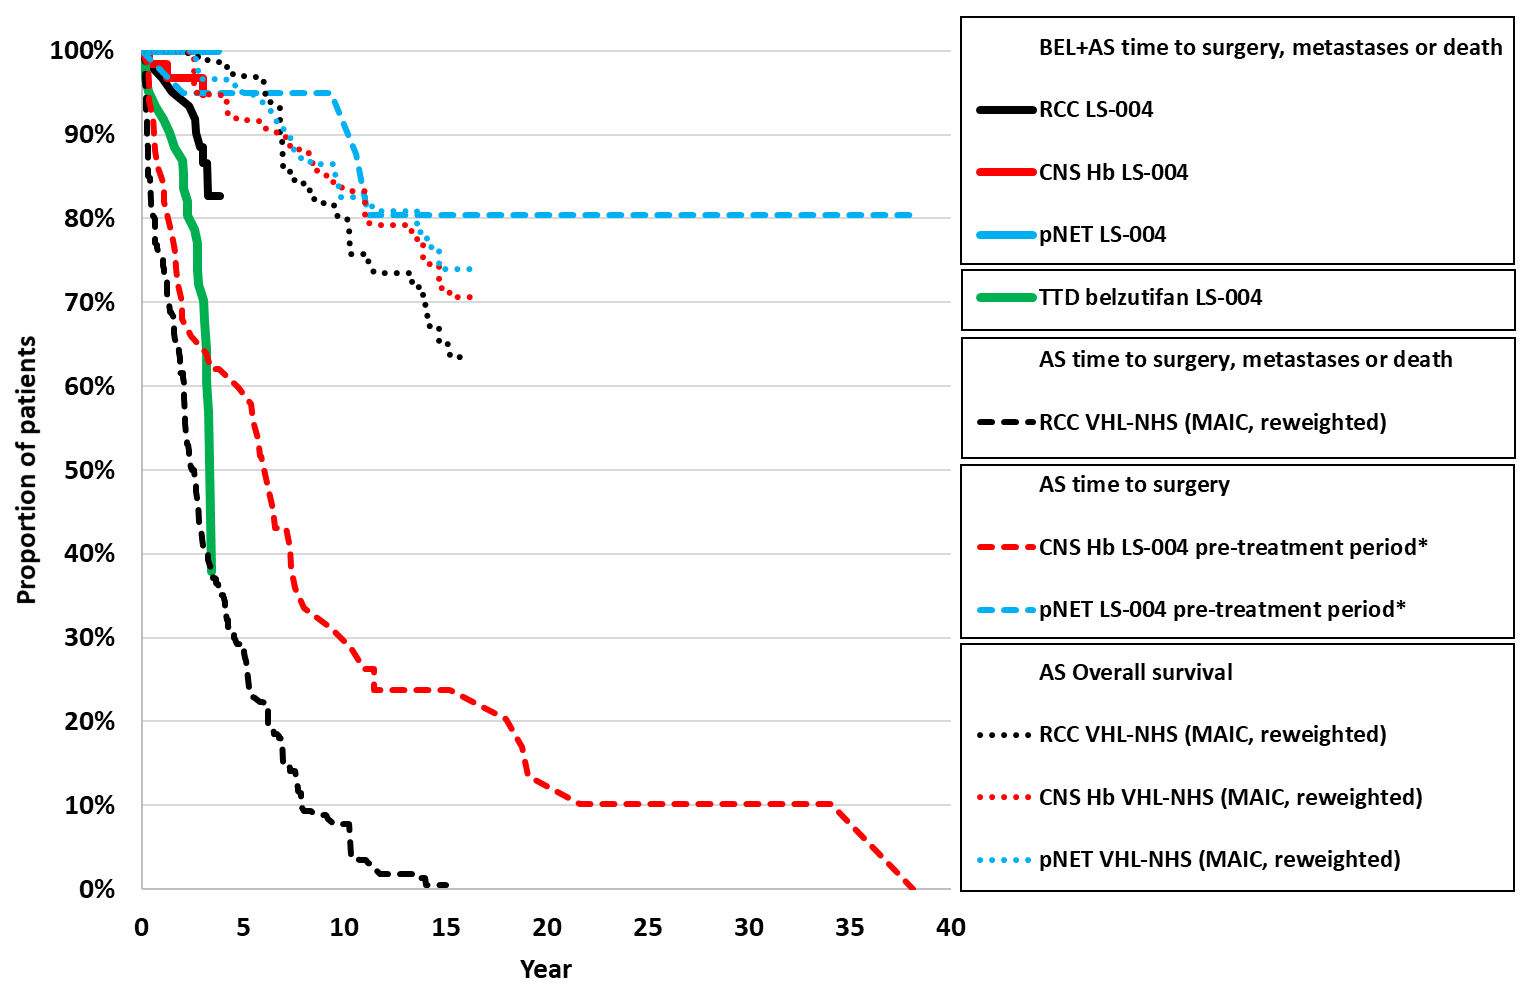 100%
90%
80%
70%
60%
50%
40%
30%
20%
10%
0%
Proportion of patients
0 5 10 15 20 25 30 35 40
Year
BEL+AS time to surgery, metastases or death
RCC LS-004
CNS Hb LS-004
pNET LS-004
TTD belzutifan LS-004
AS time to surgery, metastases or death
RCC VHL-NHS (MAIC, reweighted)
AS time to surgery
CNS Hb LS-004 pre-treatment period*
pNET LS-004 pre-treatment period*
AS Overall survival
RCC VHL-NHS (MAIC, reweighted)
CNS Hb VHL-NHS (MAIC, reweighted)
pNET VHL-NHS (MAIC, reweighted)